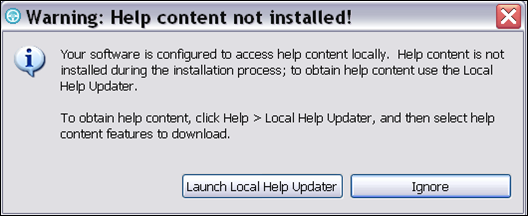 Warning: Help content not installed!
Your software is configured to access help content locally. Help content is not
installed during the installation process; to obtain help content use the Local
Help Updater.
To obtain help content, click Help > Local Help Updater, and then select help
content features to download.
Launch Local Help Updater
Ignore